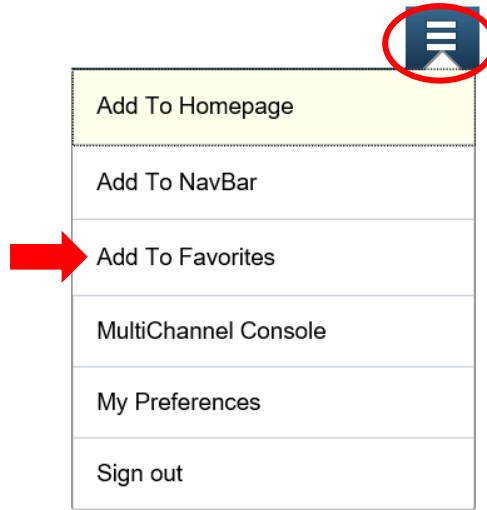 Add To Homepage
Add To NavBar
Add To Favorites
MultiChannel Console
My Preferences
Sign out